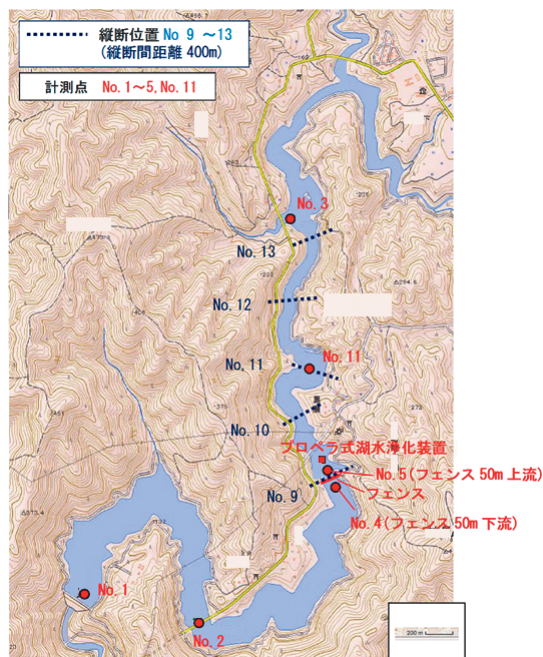 縦断位置 No 9 ～13
(縦断間距離 400m)
計測点 No.1～5,No.11
No.3
No.13
No.12
No.11
No.11
No.10
プロペラ式湖水浄化装置
No.5(フェンス50m 上流)
No.9
フェンス
No.4(フェンス50m 下流)
No.1
No.2
200 m